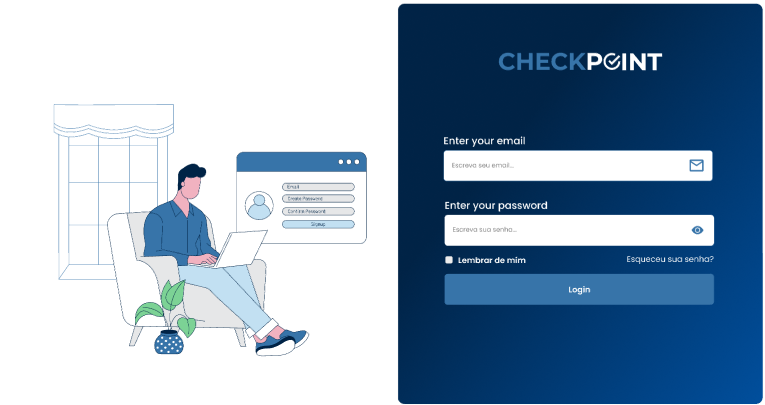 CHECKPOINT
Enter your email
Escreva seu email...
Enter your password
Escreva sua senha...
Lembrar de mim
Esqueceu sua senha?
Login
Email
Create Password
Confirm Password
Signup